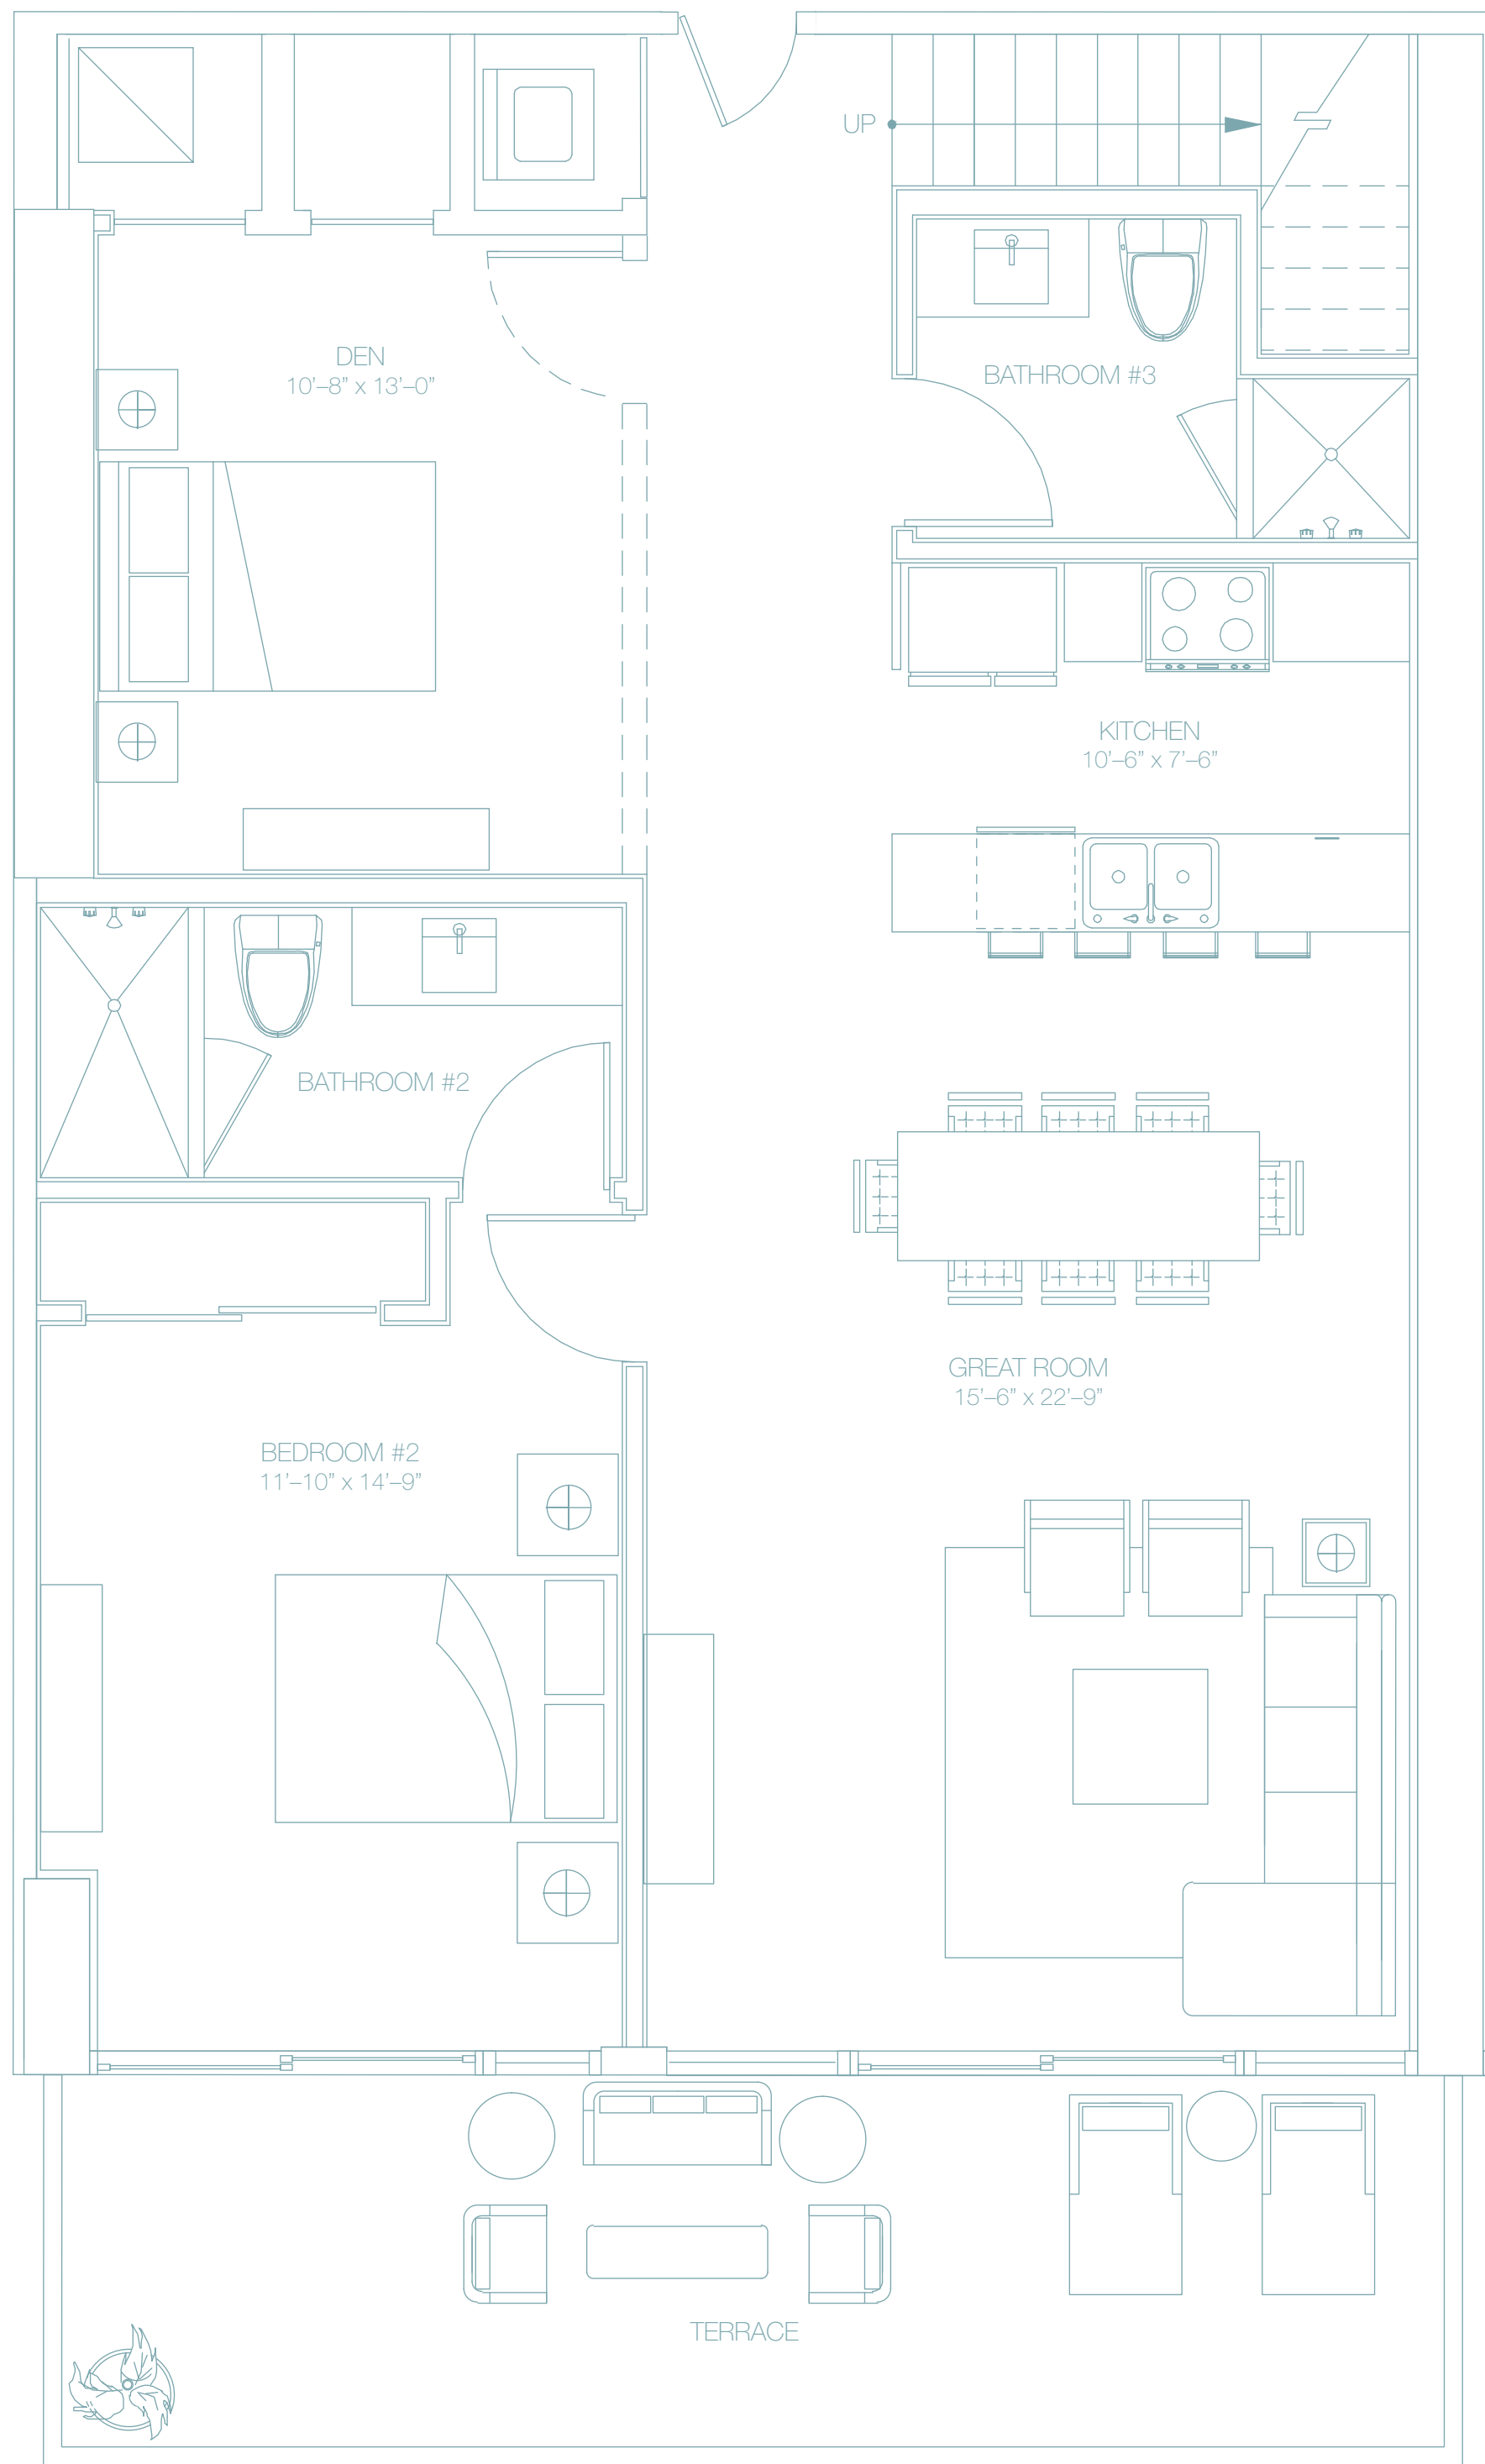 UP
DEN
10’–8” x 13’–0”
BATHROOM #3
KITCHEN
10’–6” x 7’–6”
BATHROOM #2
GREAT ROOM
15’–6” x 22’–9”
BEDROOM #2
11’–10” x 14’–9”
TERRACE